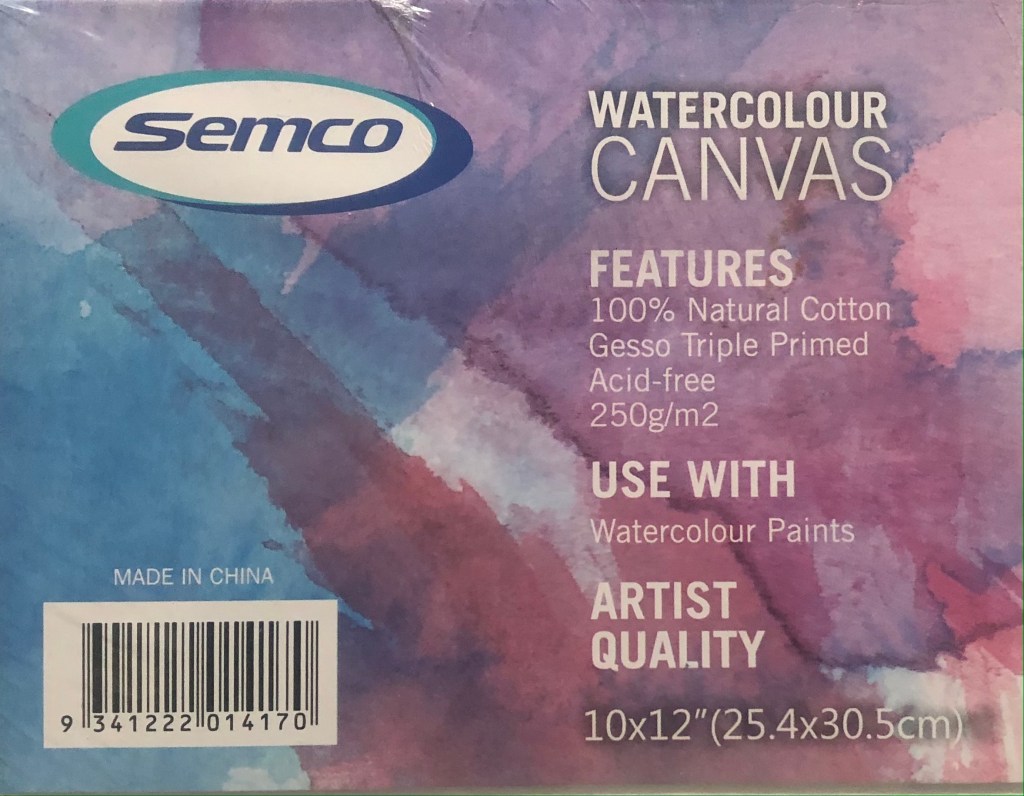 Semco
WATERCOLOUR
CANVAS
FEATURES
100% Natural Cotton
Gesso Triple Primed
Acid-free
250g/m2
USE WITH
Watercolour Paints
ARTIST
QUALITY
10x12"(25.4x30.5cm)
MADE IN CHINA
9 341222 014170